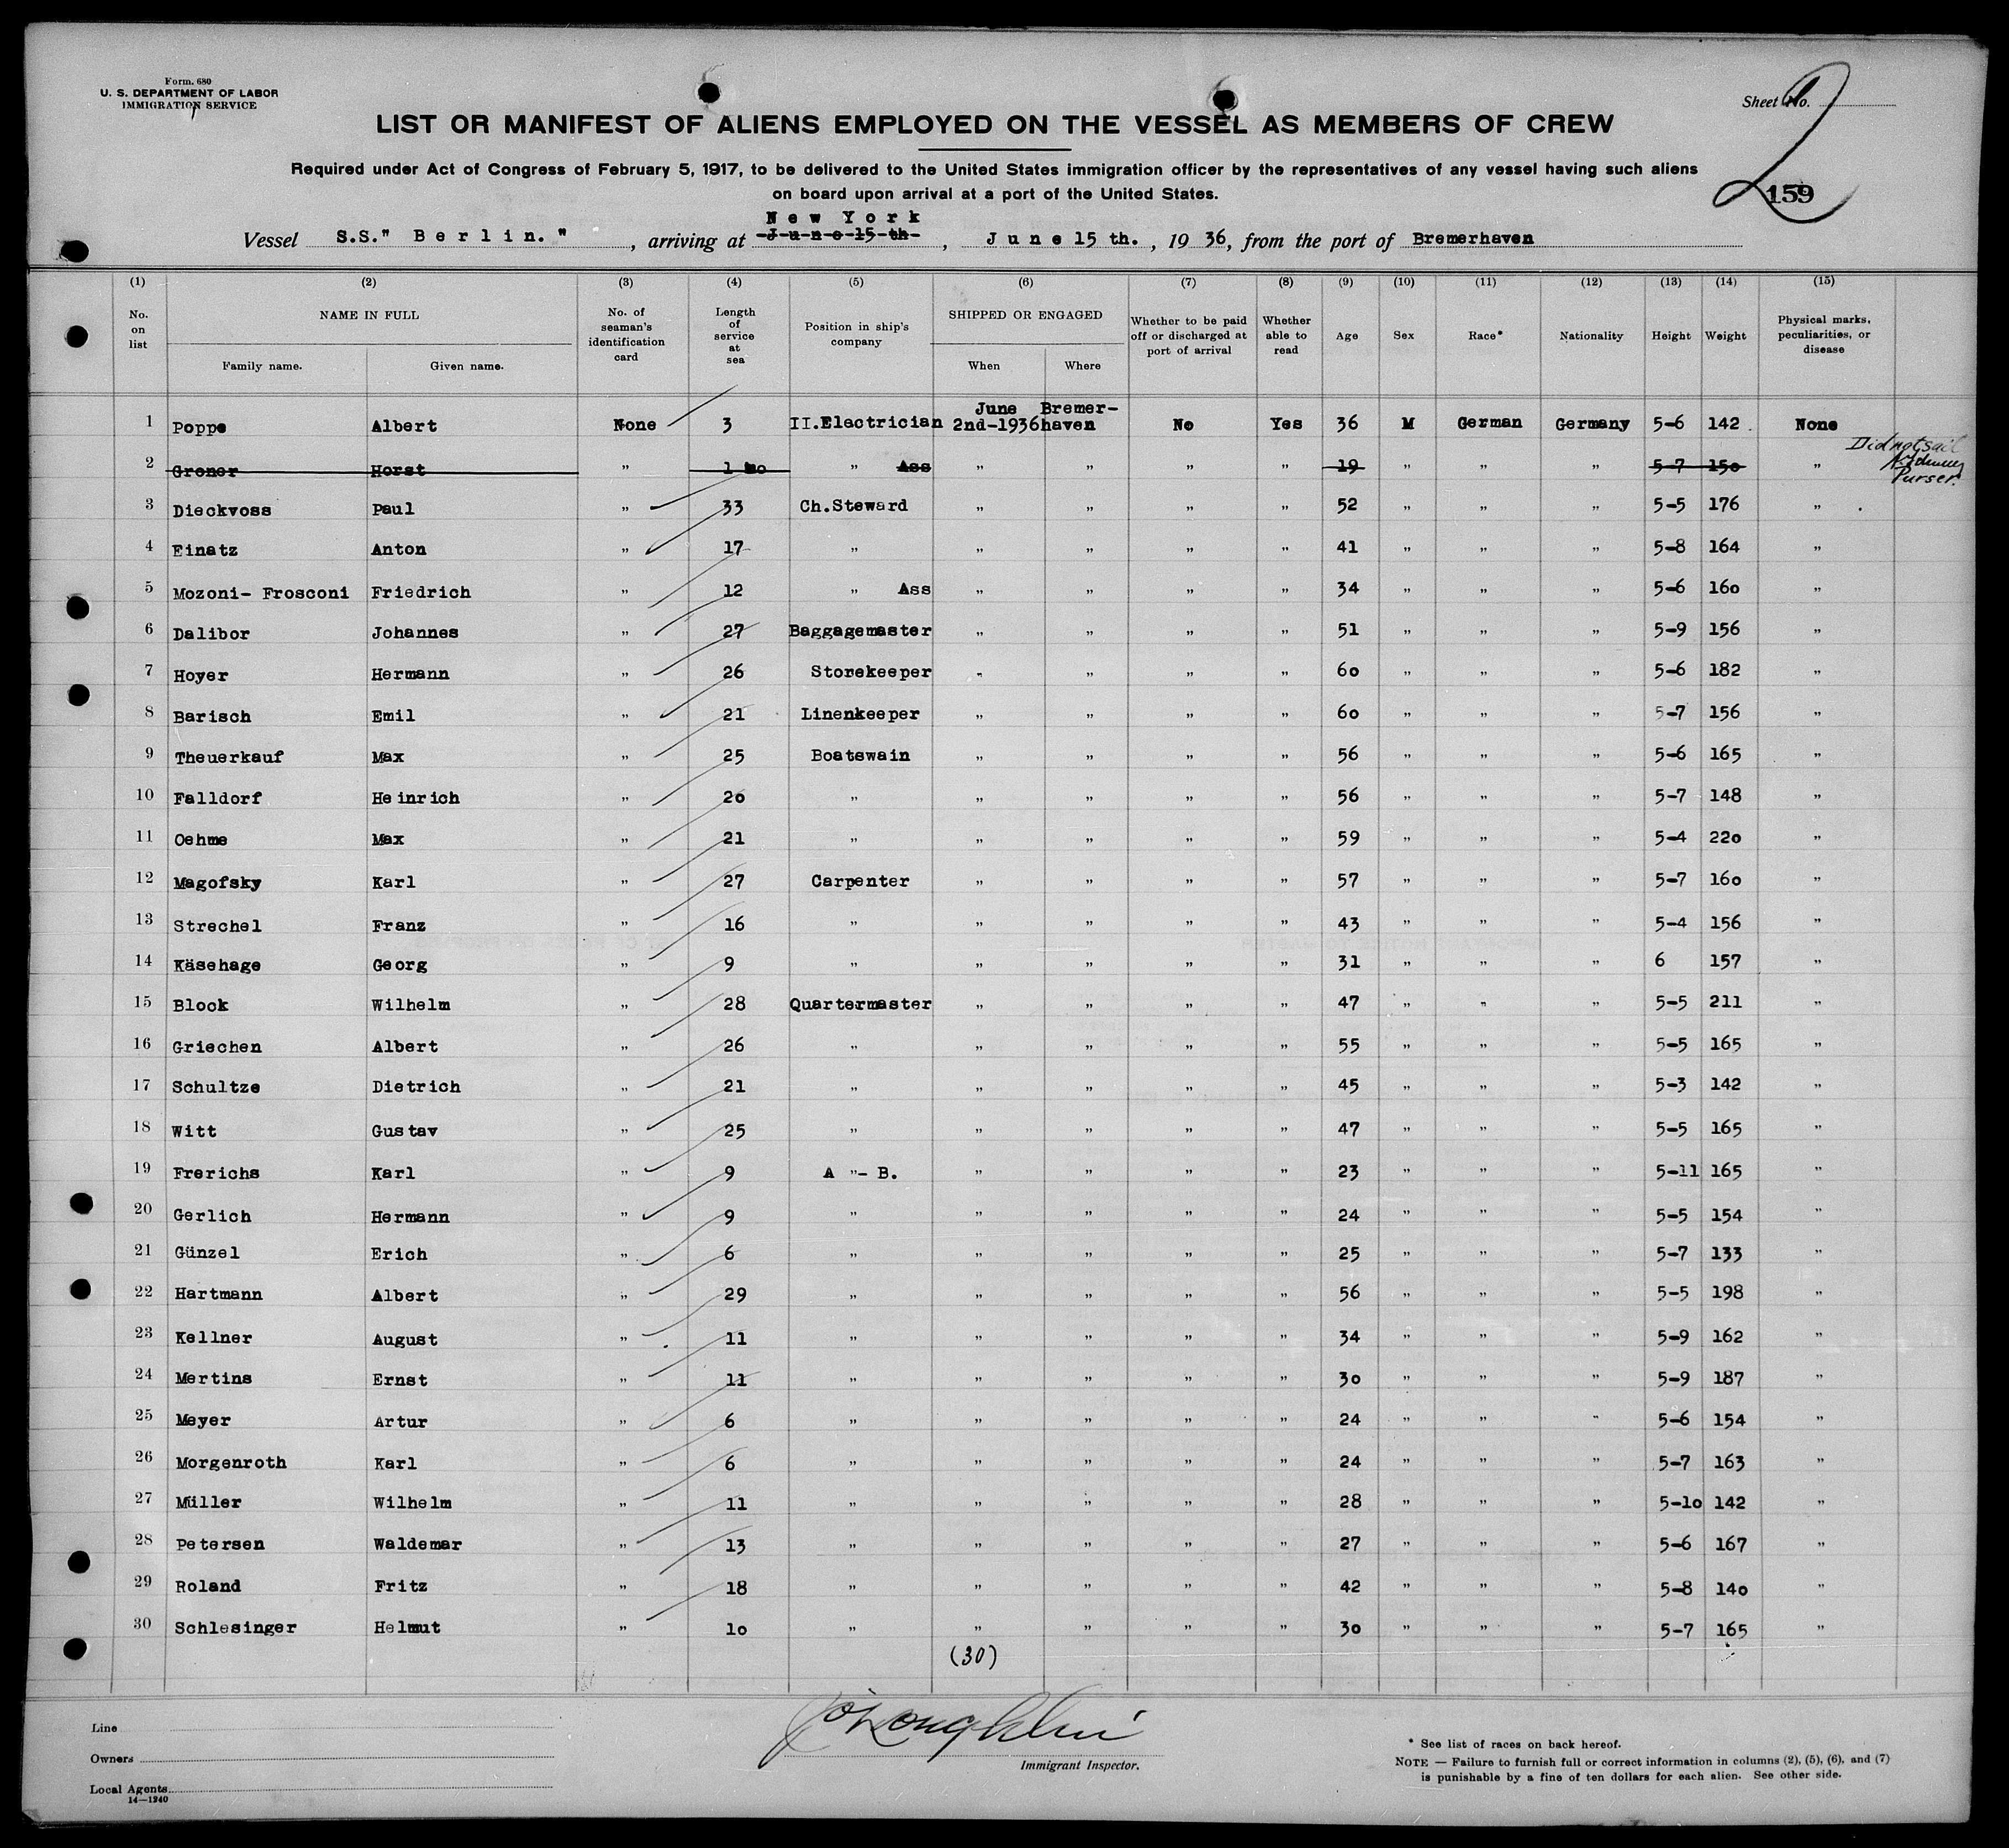 Form. 680
U. S. DEPARTMENT OF LABOR
IMMIGRATION SERVICE
Sheet No.
2
LIST OR MANIFEST OF ALIENS EMPLOYED ON THE VESSEL AS MEMBERS OF CREW
Required under Act of Congress of February 5, 1917, to be delivered to the United States immigration officer by the representatives of any vessel having such aliens
on board upon arrival at a port of the United States.
159
New York
Vessel S.S." Berlin. " , arriving at June 15 th , June 15 th. , 1936, from the port of Bremerhaven
(1) (2) (3) (4) (5) (6) (7) (8) (9) (10) (11) (12) (13) (14) (15)
No. on list NAME IN FULL Family name. Given name. No. of seaman's identification card Length of service at sea Position in ship's company SHIPPED OR ENGAGED When Where Whether to be paid off or discharged at port of arrival Whether able to read Age Sex Race* Nationality Height Weight Physical marks, peculiarities, or disease
1 Poppe Albert None 3 II.Electrician June 2nd-1936 Bremer-haven No Yes 36 M German Germany 5-6 142 None
2 Groner Horst " 1 mo " Ass " " " " 19 " " " 5-7 150 " Did not sail Purser.
3 Dieckvoss Paul " 33 Ch.Steward " " " " 52 " " " 5-5 176 "
4 Einatz Anton " 17 " " " " " 41 " " " 5-8 164 "
5 Mozoni- Frosconi Friedrich " 12 " Ass " " " " 34 " " " 5-6 160 "
6 Dalibor Johannes " 27 Baggagemaster " " " " 51 " " " 5-9 156 "
7 Hoyer Hermann " 26 Storekeeper " " " " 60 " " " 5-6 182 "
8 Barisch Emil " 21 Linenkeeper " " " " 60 " " " 5-7 156 "
9 Theuerkauf Max " 25 Boatswain " " " " 56 " " " 5-6 165 "
10 Falldorf Heinrich " 20 " " " " " 56 " " " 5-7 148 "
11 Oehme Max " 21 " " " " " 59 " " " 5-4 220 "
12 Magofsky Karl " 27 Carpenter " " " " 57 " " " 5-7 160 "
13 Strechel Franz " 16 " " " " " 43 " " " 5-4 156 "
14 Käsehage Georg " 9 " " " " " 31 " " " 6 157 "
15 Block Wilhelm " 28 Quartermaster " " " " 47 " " " 5-5 211 "
16 Griechen Albert " 26 " " " " " 55 " " " 5-5 165 "
17 Schultze Dietrich " 21 " " " " " 45 " " " 5-3 142 "
18 Witt Gustav " 25 " " " " " 47 " " " 5-5 165 "
19 Frerichs Karl " 9 A "- B. " " " " 23 " " " 5-11 165 "
20 Gerlich Hermann " 9 " " " " " 24 " " " 5-5 154 "
21 Günzel Erich " 6 " " " " " 25 " " " 5-7 133 "
22 Hartmann Albert " 29 " " " " " 56 " " " 5-5 198 "
23 Kellner August " 11 " " " " " 34 " " " 5-9 162 "
24 Mertins Ernst " 11 " " " " " 30 " " " 5-9 187 "
25 Meyer Artur " 6 " " " " " 24 " " " 5-6 154 "
26 Morgenroth Karl " 6 " " " " " 24 " " " 5-7 163 "
27 Müller Wilhelm " 11 " " " " " 28 " " " 5-10 142 "
28 Petersen Waldemar " 13 " " " " " 27 " " " 5-6 167 "
29 Roland Fritz " 18 " " " " " 42 " " " 5-8 140 "
30 Schlesinger Helmut " 10 " " " " " 30 " " " 5-7 165 "
(30)
Line
Owners
Local Agents
14—1240
Immigrant Inspector.
* See list of races on back hereof.
NOTE — Failure to furnish full or correct information in columns (2), (5), (6), and (7)
is punishable by a fine of ten dollars for each alien. See other side.